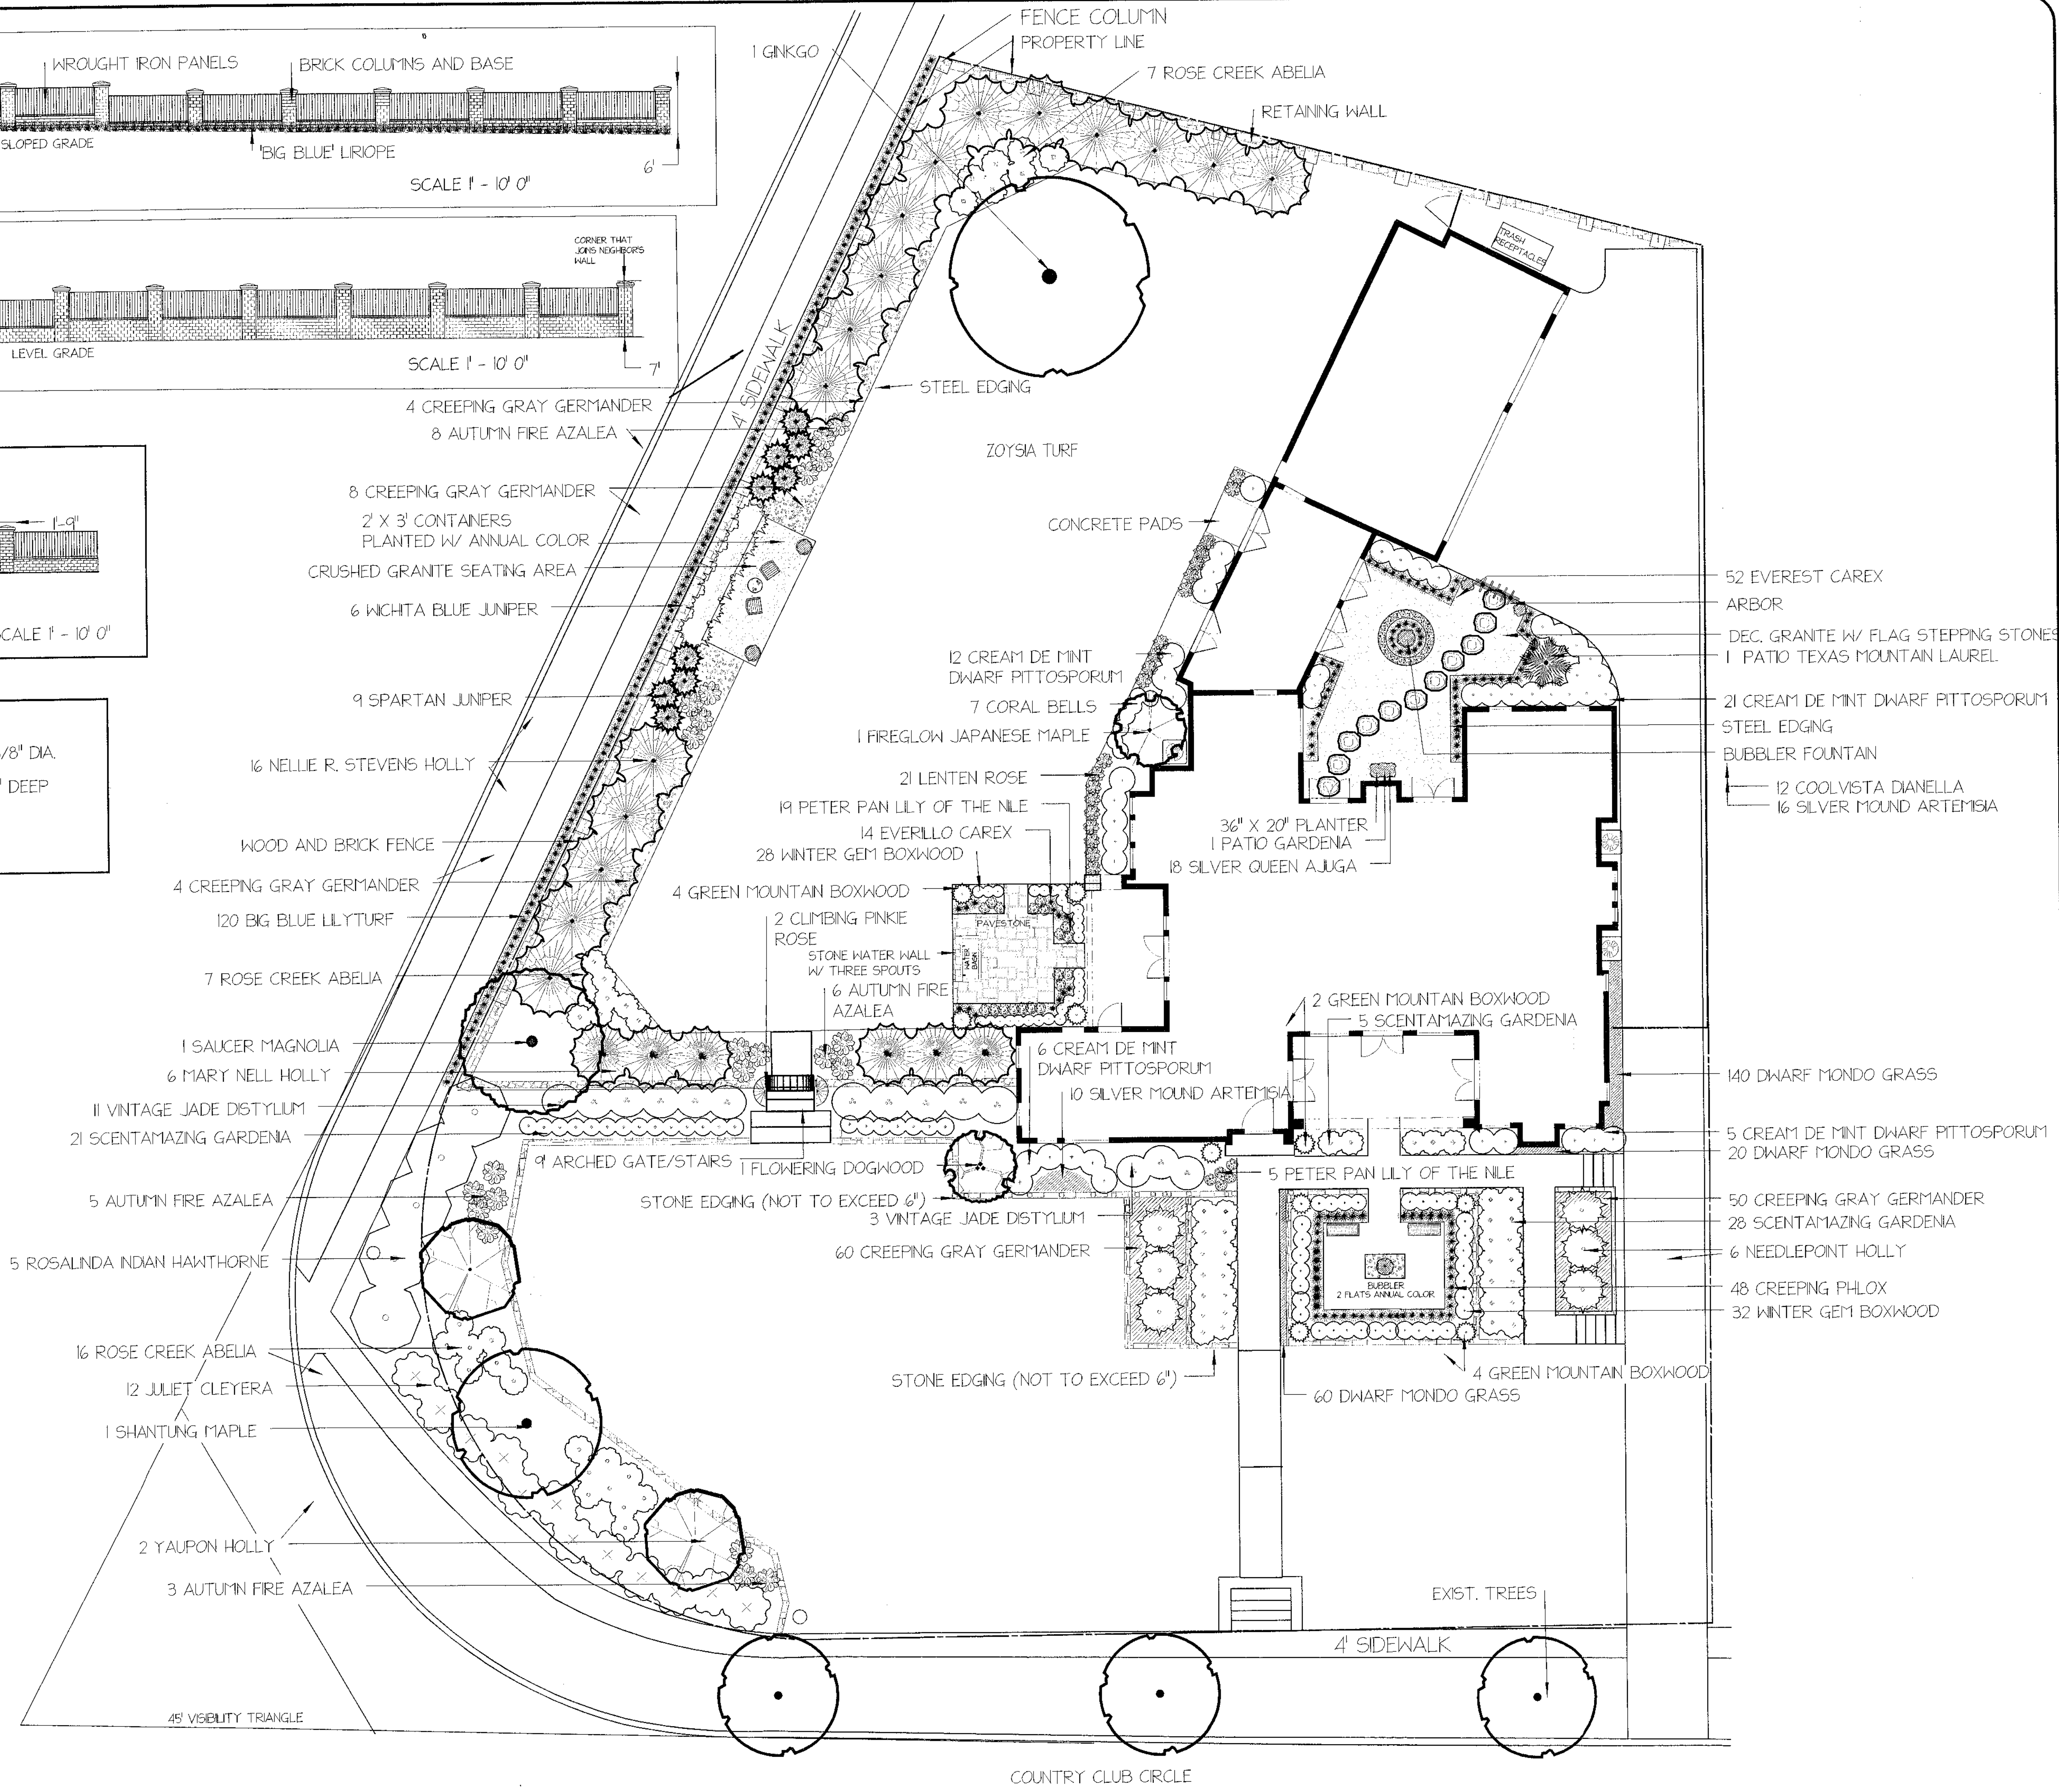 WROUGHT IRON PANELS
BRICK COLUMNS AND BASE
SLOPED GRADE
'BIG BLUE' LIRIOPE
6'
SCALE 1" - 10' 0"
CORNER THAT
JOINS NEIGHBOR'S
WALL
LEVEL GRADE
SCALE 1" - 10' 0"
7'
1'-9"
SCALE 1" - 10' 0"
/8" DIA.
DEEP
FENCE COLUMN
PROPERTY LINE
1 GINKGO
7 ROSE CREEK ABELIA
RETAINING WALL
TRASH
RECEPTACLES
4' SIDEWALK
STEEL EDGING
4 CREEPING GRAY GERMANDER
8 AUTUMN FIRE AZALEA
ZOYSIA TURF
8 CREEPING GRAY GERMANDER
2' X 3' CONTAINERS
PLANTED W/ ANNUAL COLOR
CRUSHED GRANITE SEATING AREA
6 WICHITA BLUE JUNIPER
9 SPARTAN JUNIPER
16 NELLIE R. STEVENS HOLLY
WOOD AND BRICK FENCE
4 CREEPING GRAY GERMANDER
120 BIG BLUE LILYTURF
7 ROSE CREEK ABELIA
1 SAUCER MAGNOLIA
6 MARY NELL HOLLY
11 VINTAGE JADE DISTYLIUM
21 SCENTAMAZING GARDENIA
5 AUTUMN FIRE AZALEA
5 ROSALINDA INDIAN HAWTHORNE
16 ROSE CREEK ABELIA
12 JULIET CLEYERA
1 SHANTUNG MAPLE
2 YAUPON HOLLY
3 AUTUMN FIRE AZALEA
45' VISIBILITY TRIANGLE
CONCRETE PADS
12 CREAM DE MINT
DWARF PITTOSPORUM
7 CORAL BELLS
1 FIREGLOW JAPANESE MAPLE
21 LENTEN ROSE
19 PETER PAN LILY OF THE NILE
14 EVERILLO CAREX
28 WINTER GEM BOXWOOD
4 GREEN MOUNTAIN BOXWOOD
2 CLIMBING PINKIE
ROSE
PAVESTONE
STONE WATER WALL
W/ THREE SPOUTS
WATER
BASIN
6 AUTUMN FIRE
AZALEA
36" X 20" PLANTER
1 PATIO GARDENIA
18 SILVER QUEEN AJUGA
52 EVEREST CAREX
ARBOR
DEC. GRANITE W/ FLAG STEPPING STONES
1 PATIO TEXAS MOUNTAIN LAUREL
21 CREAM DE MINT DWARF PITTOSPORUM
STEEL EDGING
BUBBLER FOUNTAIN
12 COOLVISTA DIANELLA
16 SILVER MOUND ARTEMISIA
2 GREEN MOUNTAIN BOXWOOD
5 SCENTAMAZING GARDENIA
6 CREAM DE MINT
DWARF PITTOSPORUM
10 SILVER MOUND ARTEMISIA
140 DWARF MONDO GRASS
5 CREAM DE MINT DWARF PITTOSPORUM
20 DWARF MONDO GRASS
9' ARCHED GATE/STAIRS
1 FLOWERING DOGWOOD
5 PETER PAN LILY OF THE NILE
STONE EDGING (NOT TO EXCEED 6")
3 VINTAGE JADE DISTYLIUM
60 CREEPING GRAY GERMANDER
50 CREEPING GRAY GERMANDER
28 SCENTAMAZING GARDENIA
6 NEEDLEPOINT HOLLY
48 CREEPING PHLOX
32 WINTER GEM BOXWOOD
BUBBLER
2 FLATS ANNUAL COLOR
4 GREEN MOUNTAIN BOXWOOD
STONE EDGING (NOT TO EXCEED 6")
60 DWARF MONDO GRASS
EXIST. TREES
4' SIDEWALK
COUNTRY CLUB CIRCLE